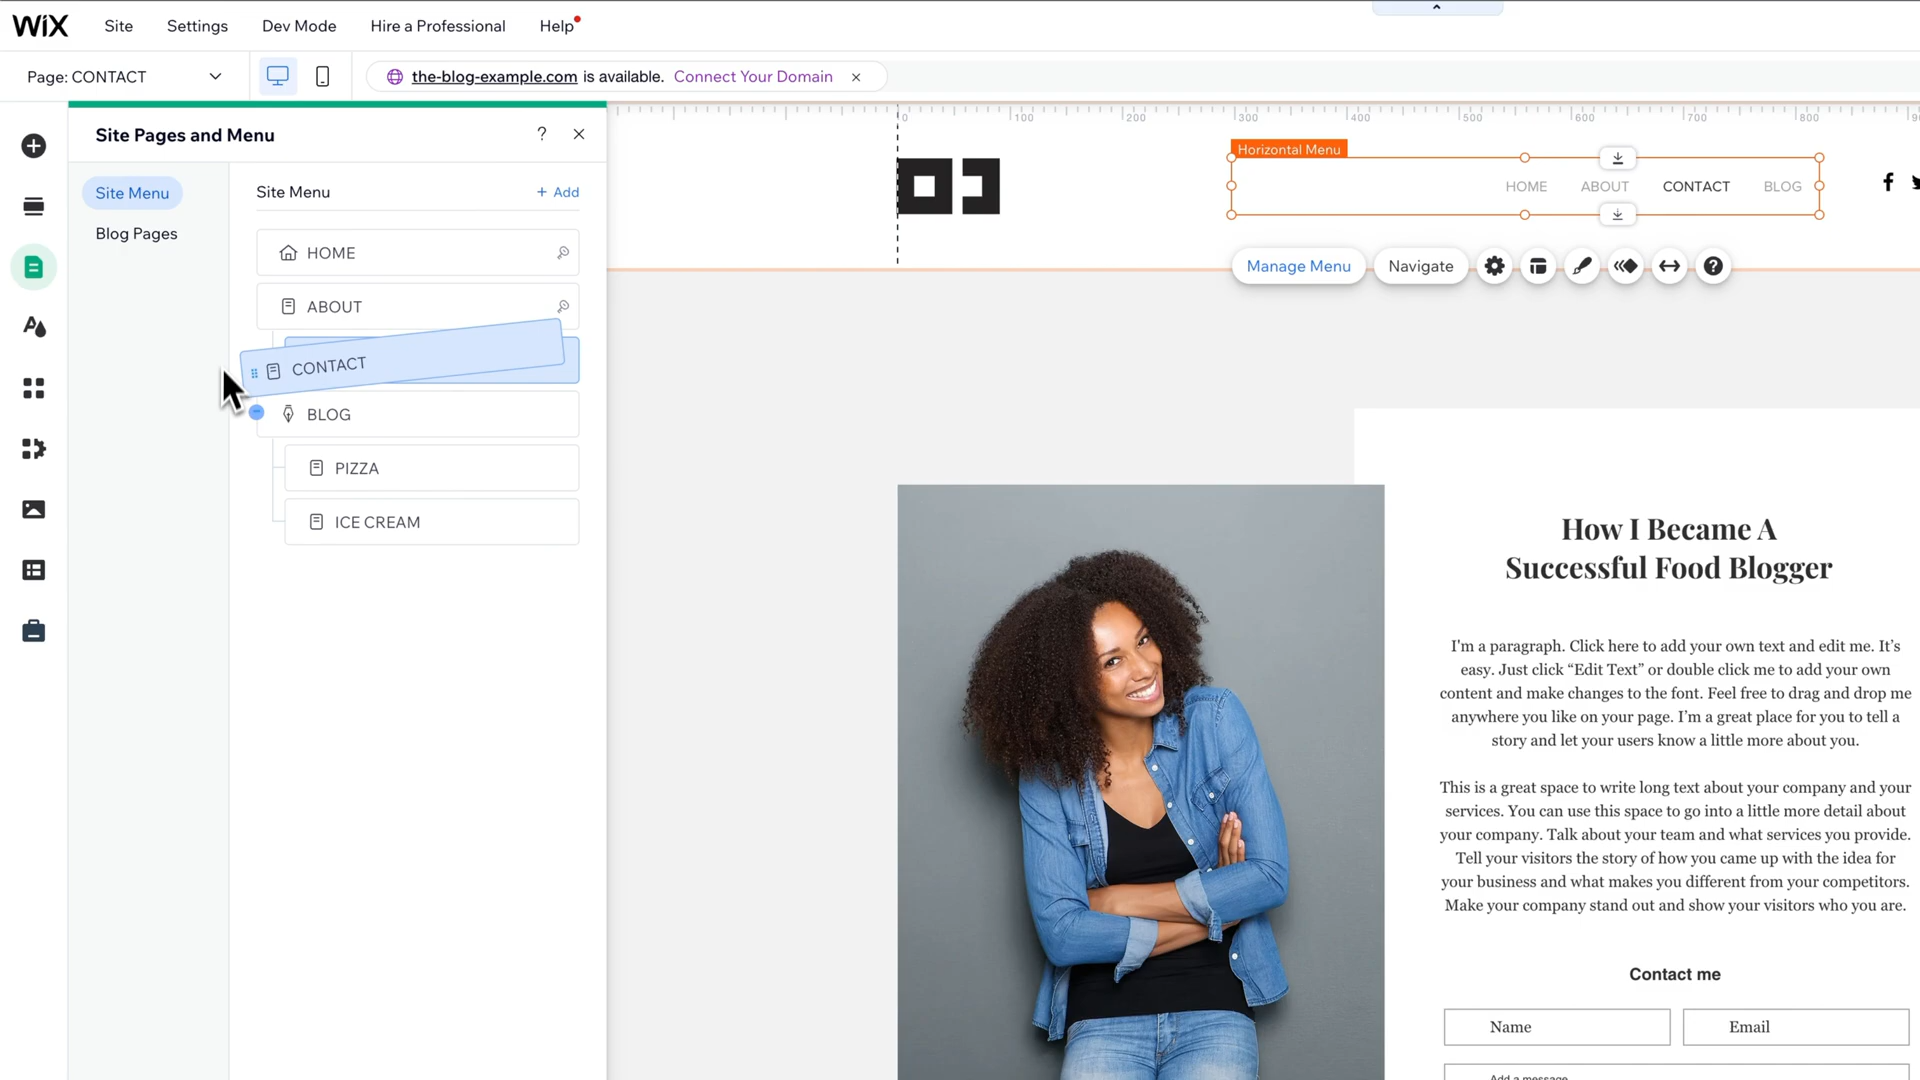 WiX
Site
Settings
Dev Mode
Hire a Professional
Help
Page: CONTACT
the-blog-example.com is available. Connect Your Domain
Site Pages and Menu
?
Site Menu
Blog Pages
Site Menu
+ Add
HOME
ABOUT
CONTACT
BLOG
PIZZA
ICE CREAM
0
100
200
300
400
500
600
700
800
Horizontal Menu
HOME
ABOUT
CONTACT
BLOG
Manage Menu
Navigate
How I Became A
Successful Food Blogger
I'm a paragraph. Click here to add your own text and edit me. It’s
easy. Just click “Edit Text” or double click me to add your own
content and make changes to the font. Feel free to drag and drop me
anywhere you like on your page. I’m a great place for you to tell a
story and let your users know a little more about you.
This is a great space to write long text about your company and your
services. You can use this space to go into a little more detail about
your company. Talk about your team and what services you provide.
Tell your visitors the story of how you came up with the idea for
your business and what makes you different from your competitors.
Make your company stand out and show your visitors who you are.
Contact me
Name
Email
Add a message